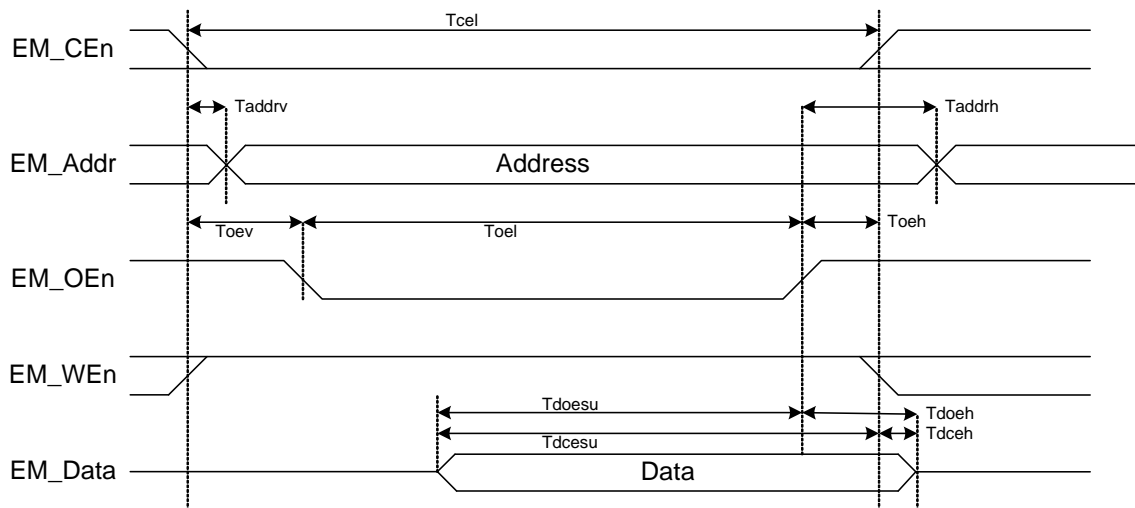 Tcel
EM_CEn
Taddrv
Taddrh
EM_Addr
Address
Toev
Toel
Toeh
EM_OEn
EM_WEn
Tdoesu
Tdoeh
Tdcesu
Tdceh
EM_Data
Data